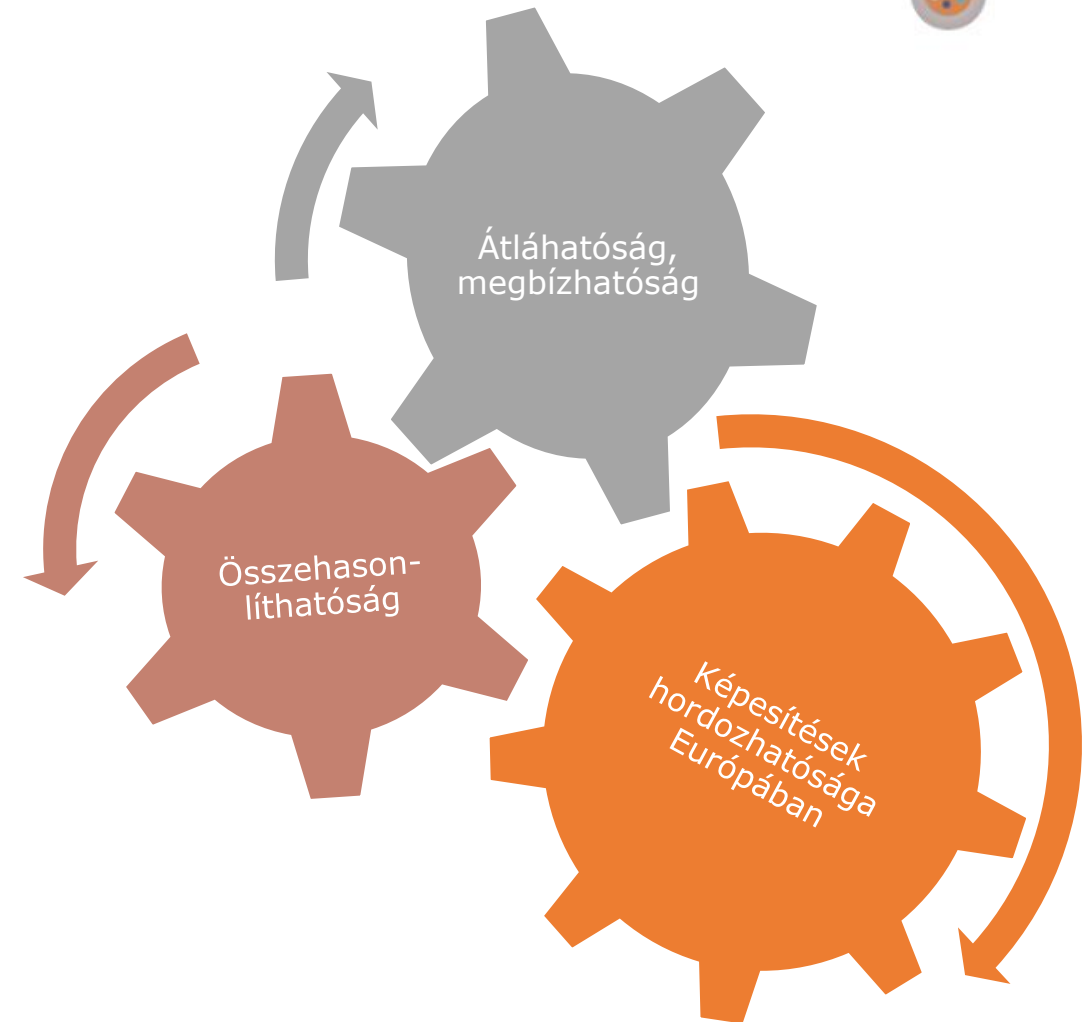 Átláhatóság,
megbízhatóság
Összehason-
líthatóság
Képesítések
hordozhatósága
Európában